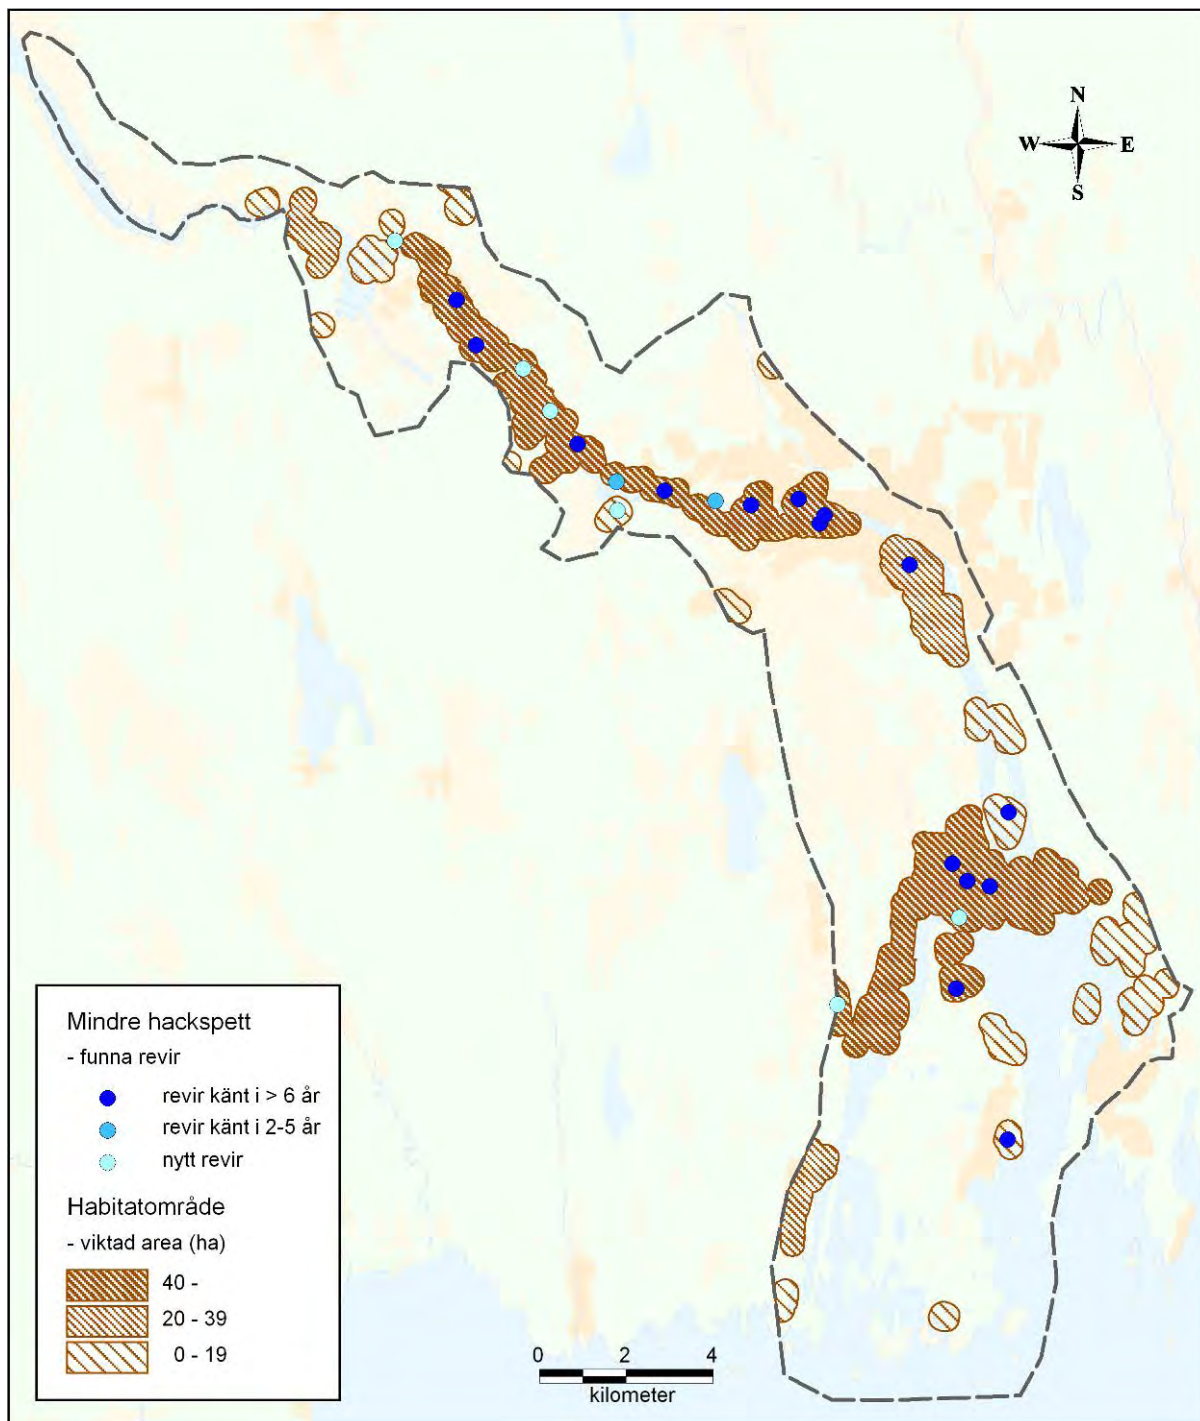 N
W E
S
Mindre hackspett
- funna revir
revir känt i > 6 år
revir känt i 2-5 år
nytt revir
Habitatområde
- viktad area (ha)
40 -
20 - 39
0 - 19
0 2 4
kilometer